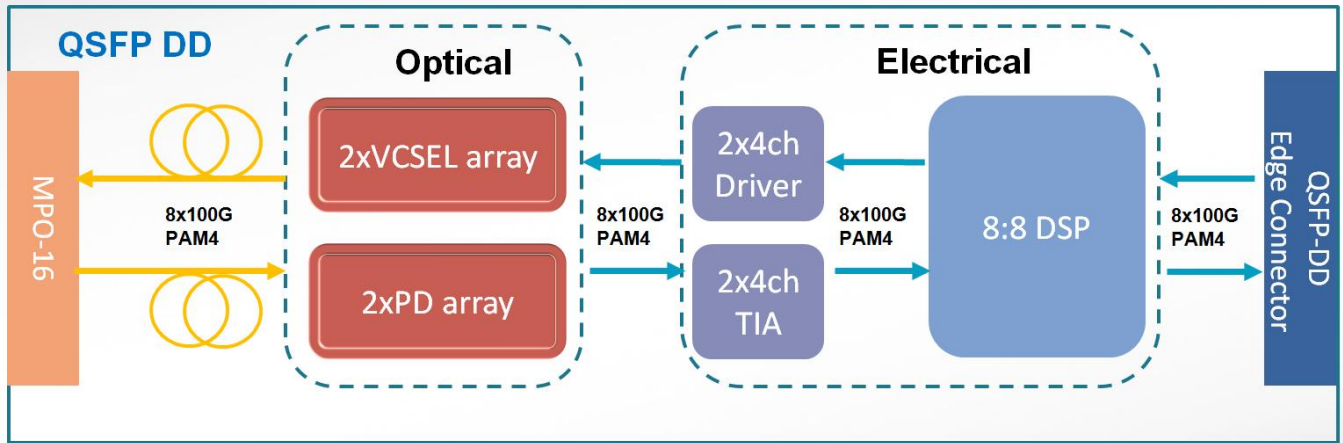 QSFP DD
Optical
Electrical
MPO-16
8x100G
PAM4
2xVCSEL array
2xPD array
8x100G
PAM4
2x4ch
Driver
2x4ch
TIA
8x100G
PAM4
8:8 DSP
8x100G
PAM4
QSFP-DD
Edge Connector